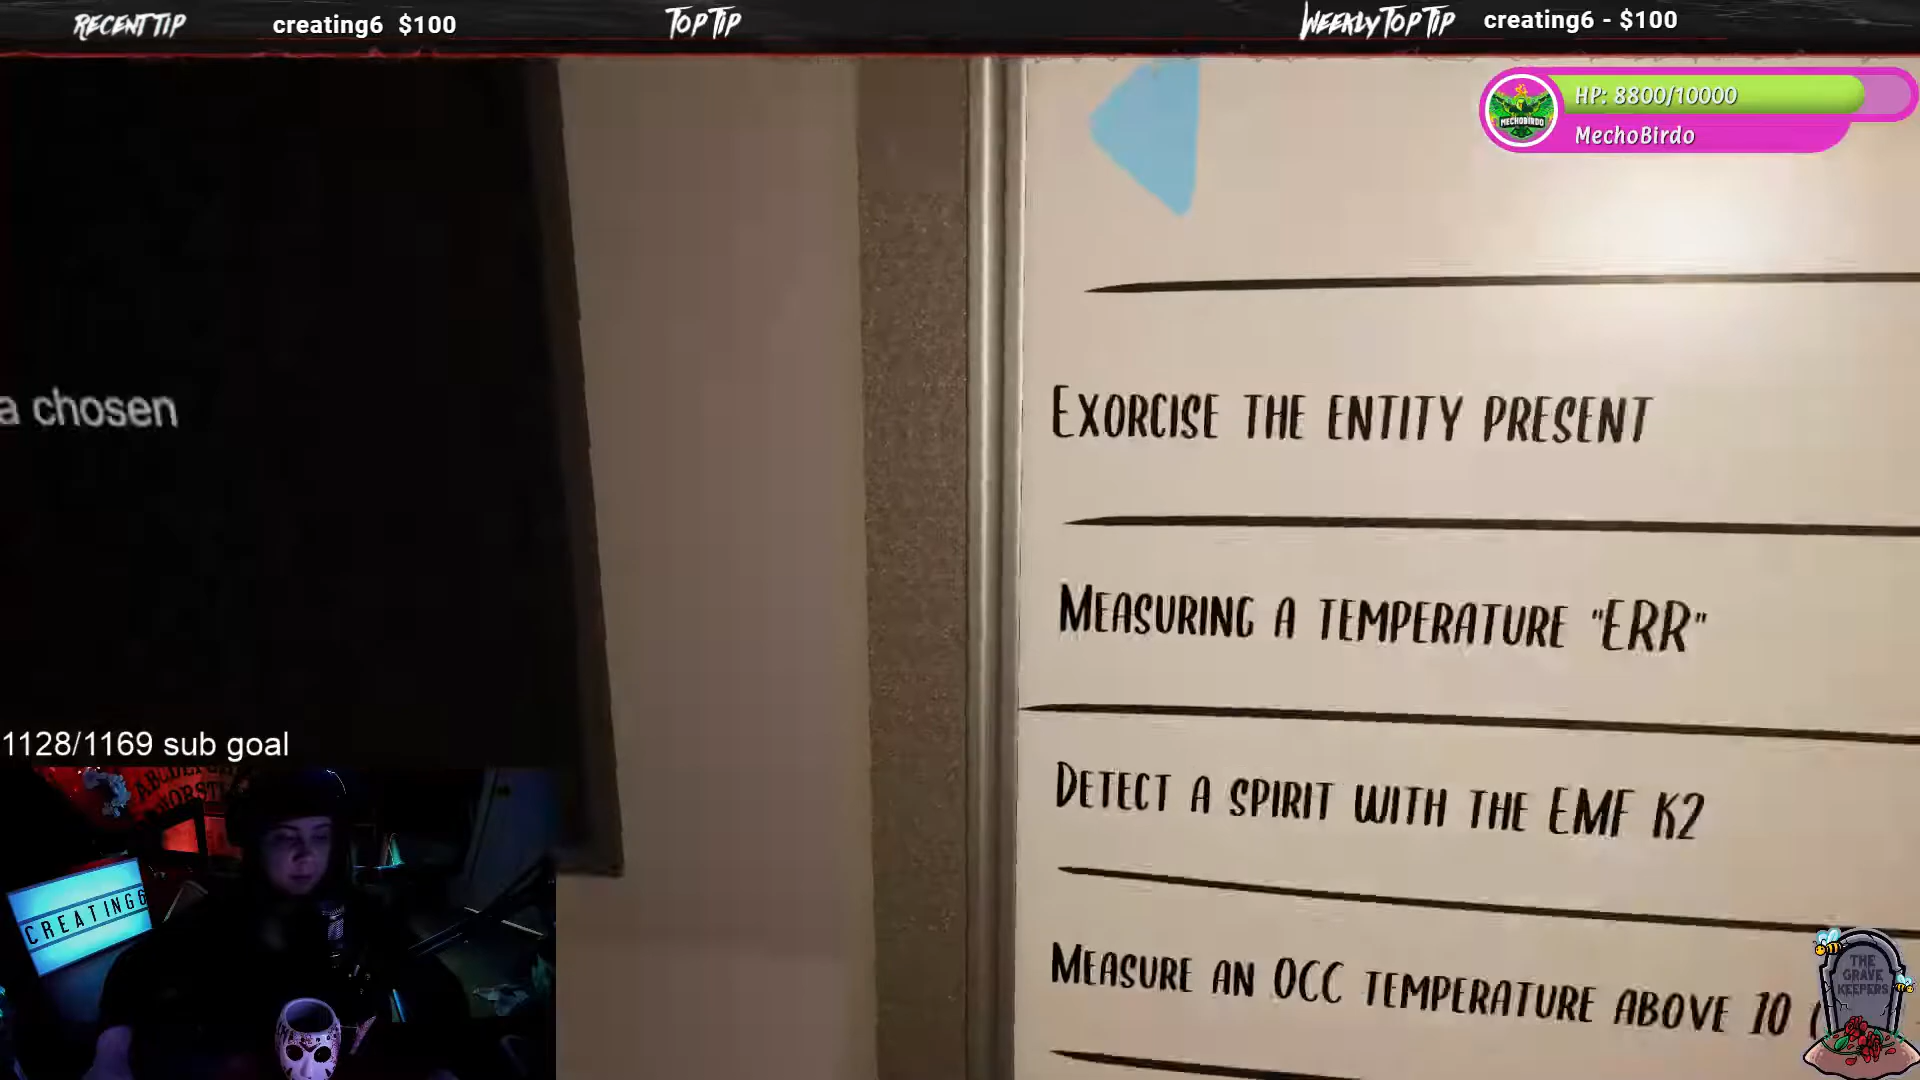 RECENT TIP creating6 $100 TOP TIP WEEKLY TOP TIP creating6 - $100
HP: 8800/10000
MECHOBIRDO
MechoBirdo
a chosen
EXORCISE THE ENTITY PRESENT
MEASURING A TEMPERATURE "ERR"
1128/1169 sub goal
DETECT A SPIRIT WITH THE EMF K2
CREATING6
MEASURE AN OCC TEMPERATURE ABOVE 10 (
THE
GRAVE
KEEPERS